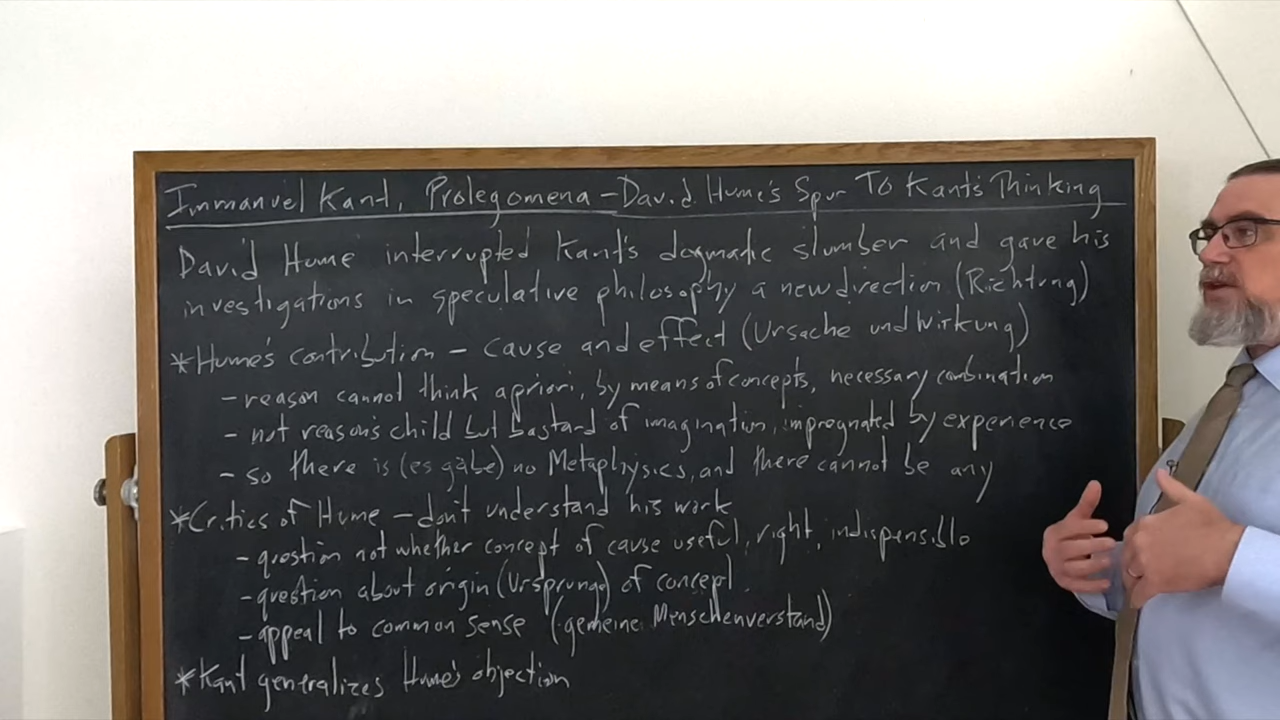 Immanuel Kant, Prolegomena - David Hume's Spur To Kant's Thinking
David Hume interrupted Kant's dogmatic slumber and gave his
investigations in speculative philosophy a new direction (Richtung)
*Hume's contribution - cause and effect (Ursache und Wirkung)
- reason cannot think a priori, by means of concepts, necessary combination
- not reason's child but bastard of imagination, impregnated by experience
- so there is (es gäbe) no Metaphysics, and there cannot be any
*Critics of Hume - don't understand his work
- question not whether concept of cause useful, right, indispensible
- question about origin (Ursprunge) of concept
- appeal to common sense (gemeine Menschenverstand)
*Kant generalizes Hume's objection